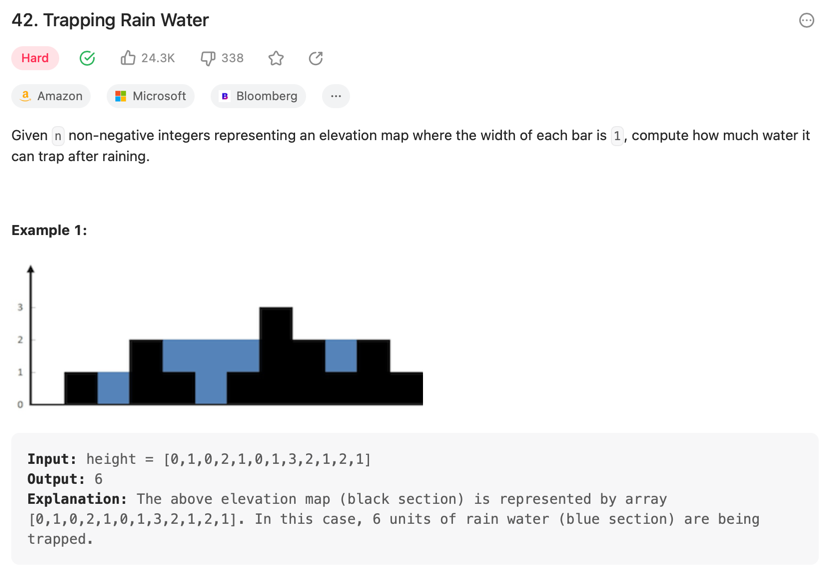 42. Trapping Rain Water
Hard 24.3K 338
Amazon Microsoft Bloomberg ...
Given n non-negative integers representing an elevation map where the width of each bar is 1, compute how much water it
can trap after raining.
Example 1:
3
2
1
0
Input: height = [0,1,0,2,1,0,1,3,2,1,2,1]
Output: 6
Explanation: The above elevation map (black section) is represented by array
[0,1,0,2,1,0,1,3,2,1,2,1]. In this case, 6 units of rain water (blue section) are being
trapped.